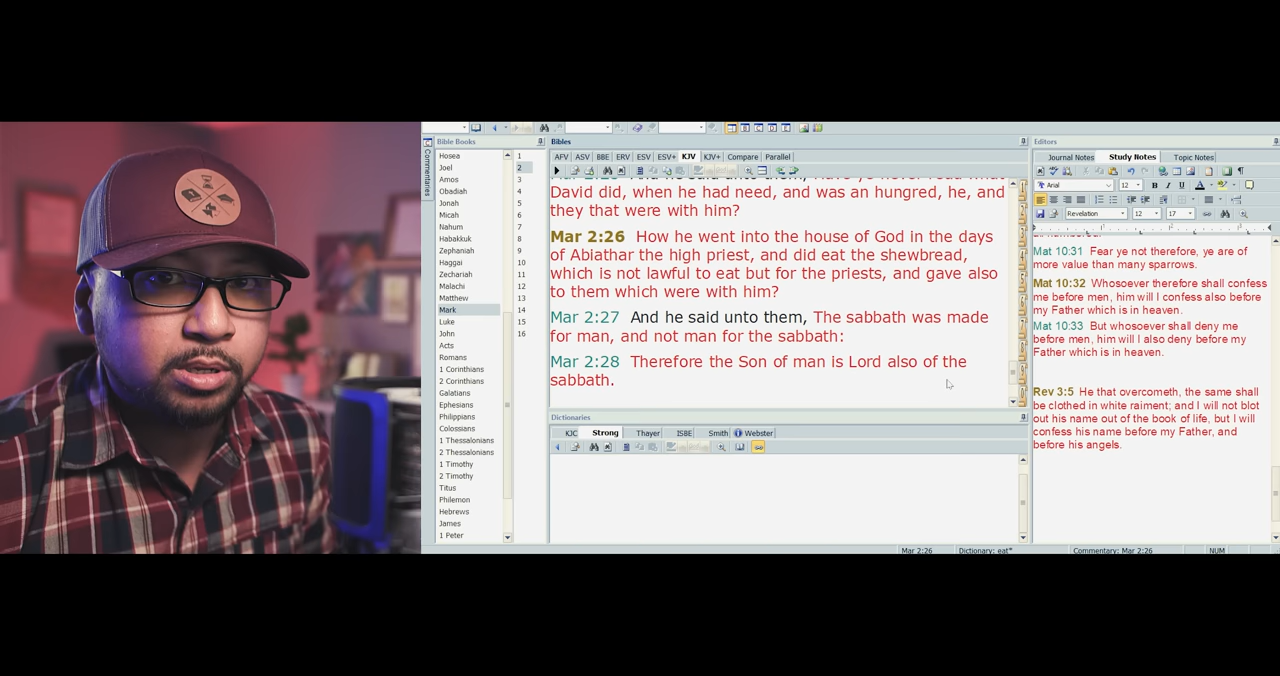 Bible Books
Commentaries
Hosea
Joel
Amos
Obadiah
Jonah
Micah
Nahum
Habakkuk
Zephaniah
Haggai
Zechariah
Malachi
Matthew
Mark
Luke
John
Acts
Romans
1 Corinthians
2 Corinthians
Galatians
Ephesians
Philippians
Colossians
1 Thessalonians
2 Thessalonians
1 Timothy
2 Timothy
Titus
Philemon
Hebrews
James
1 Peter
1
2
3
4
5
6
7
8
9
10
11
12
13
14
15
16
Bibles
AFV ASV BBE ERV ESV ESV+ KJV KJV+ Compare Parallel
David did, when he had need, and was an hungred, he, and
they that were with him?
Mar 2:26 How he went into the house of God in the days
of Abiathar the high priest, and did eat the shewbread,
which is not lawful to eat but for the priests, and gave also
to them which were with him?
Mar 2:27 And he said unto them, The sabbath was made
for man, and not man for the sabbath:
Mar 2:28 Therefore the Son of man is Lord also of the
sabbath.
Dictionaries
KJC Strong Thayer ISBE Smith Webster
Editors
Journal Notes Study Notes Topic Notes
Arial 12 B I U A
Revelation 12 17
Mat 10:31 Fear ye not therefore, ye are of
more value than many sparrows.
Mat 10:32 Whosoever therefore shall confess
me before men, him will I confess also before
my Father which is in heaven.
Mat 10:33 But whosoever shall deny me
before men, him will I also deny before my
Father which is in heaven.
Rev 3:5 He that overcometh, the same shall
be clothed in white raiment; and I will not blot
out his name out of the book of life, but I will
confess his name before my Father, and
before his angels.
Mar 2:26 Dictionary: eat* Commentary: Mar 2:26 NUM